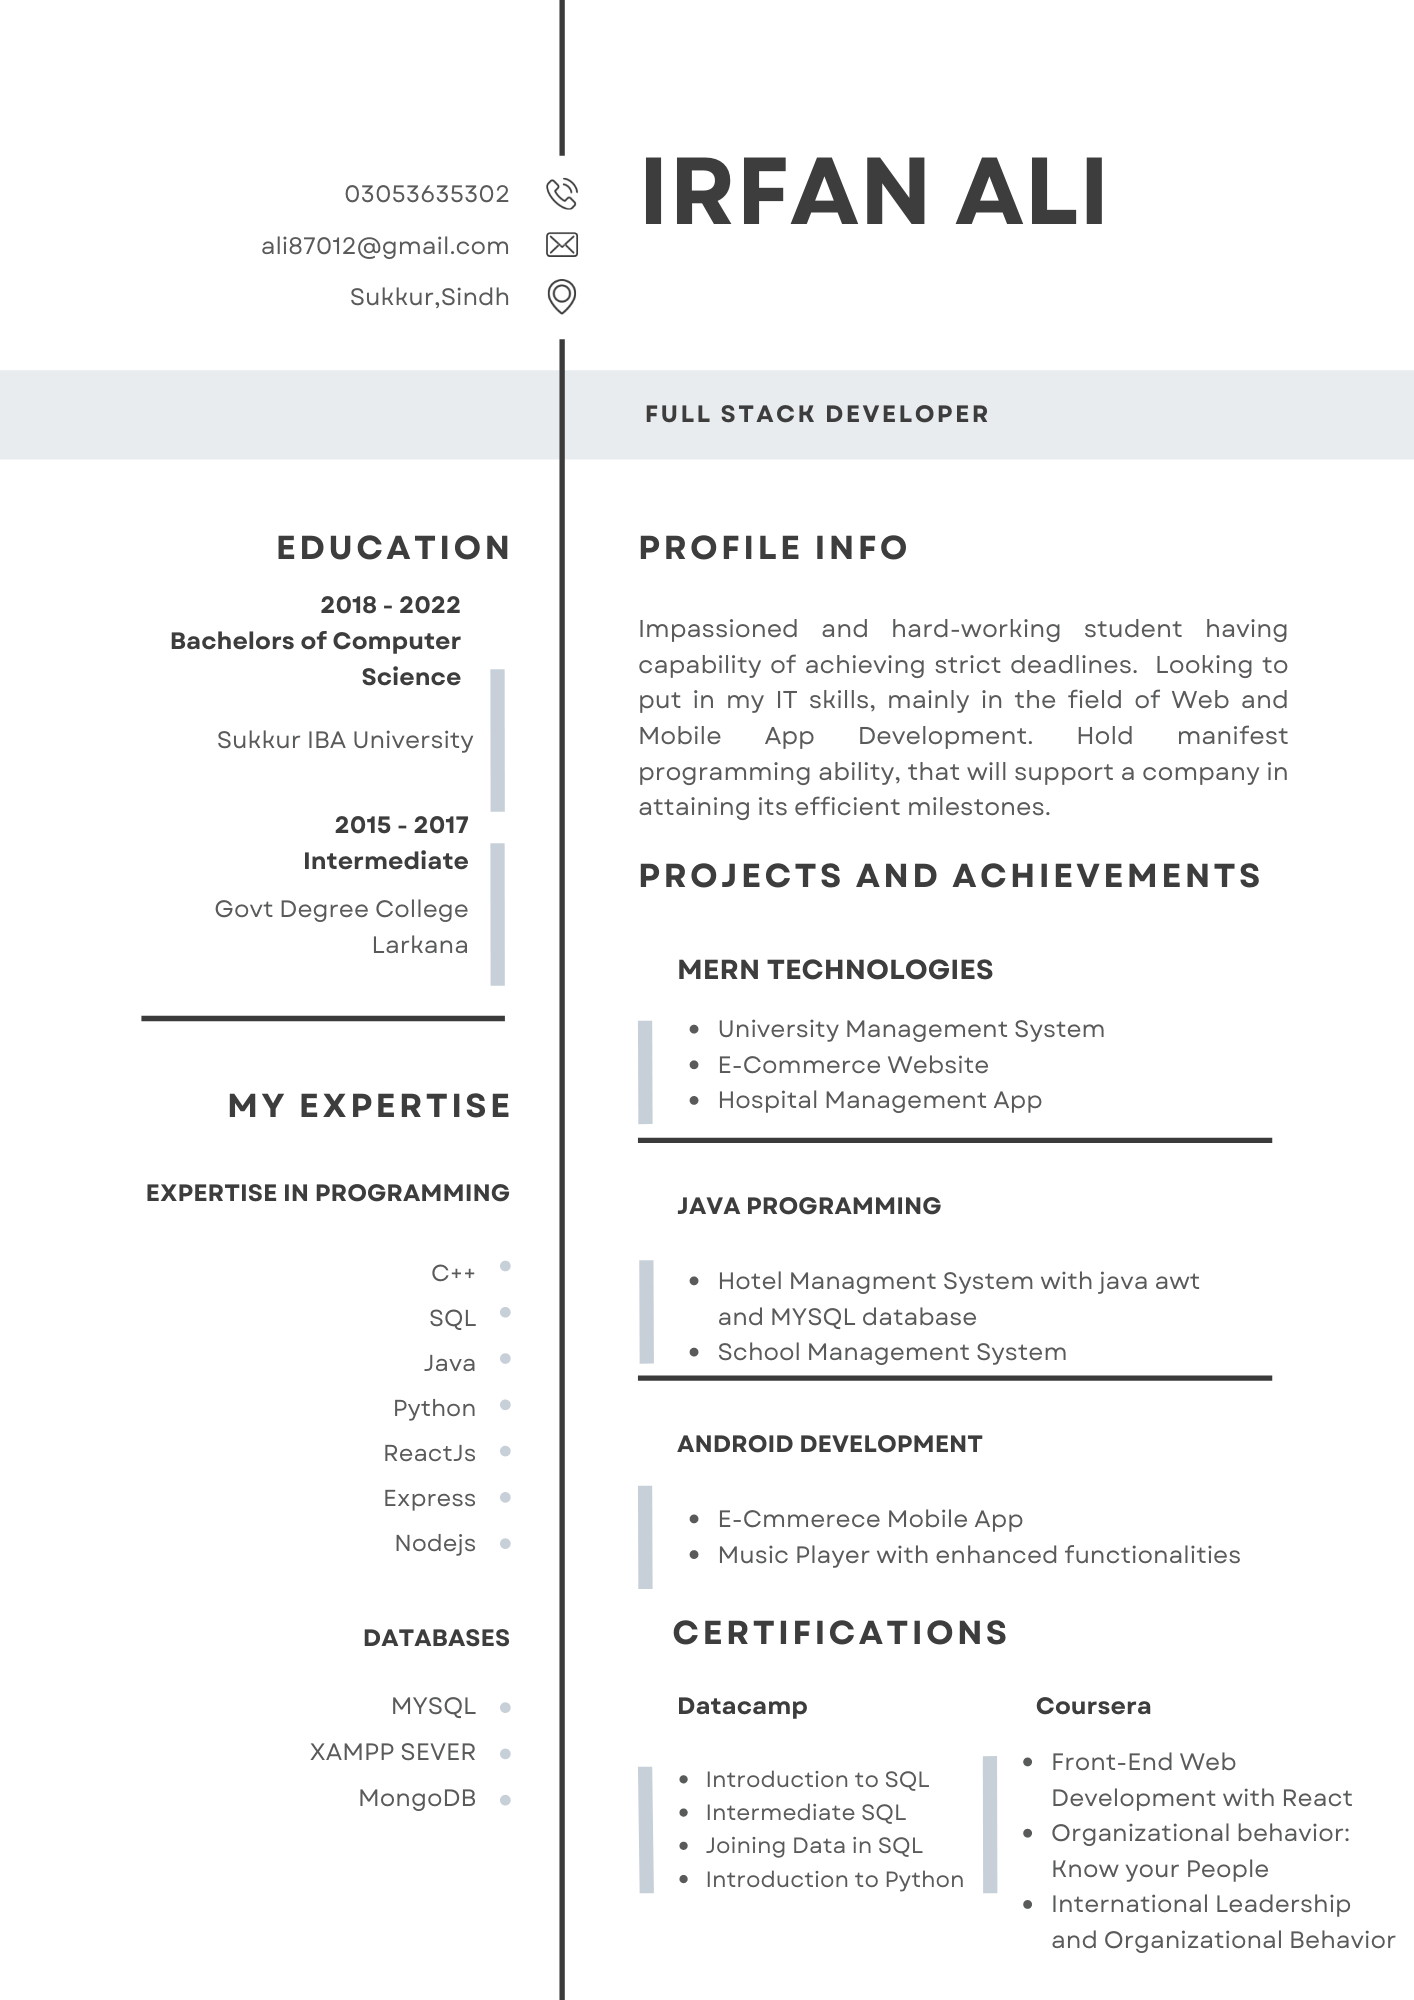 03053635302
ali87012@gmail.com
Sukkur,Sindh
IRFAN ALI
FULL STACK DEVELOPER
EDUCATION
2018 - 2022
Bachelors of Computer
Science
Sukkur IBA University
2015 - 2017
Intermediate
Govt Degree College
Larkana
MY EXPERTISE
EXPERTISE IN PROGRAMMING
C++
SQL
Java
Python
ReactJs
Express
Nodejs
DATABASES
MYSQL
XAMPP SEVER
MongoDB
PROFILE INFO
Impassioned and hard-working student having
capability of achieving strict deadlines. Looking to
put in my IT skills, mainly in the field of Web and
Mobile App Development. Hold manifest
programming ability, that will support a company in
attaining its efficient milestones.
PROJECTS AND ACHIEVEMENTS
MERN TECHNOLOGIES
• University Management System
• E-Commerce Website
• Hospital Management App
JAVA PROGRAMMING
• Hotel Managment System with java awt
and MYSQL database
• School Management System
ANDROID DEVELOPMENT
• E-Cmmerece Mobile App
• Music Player with enhanced functionalities
CERTIFICATIONS
Datacamp
• Introduction to SQL
• Intermediate SQL
• Joining Data in SQL
• Introduction to Python
Coursera
• Front-End Web
Development with React
• Organizational behavior:
Know your People
• International Leadership
and Organizational Behavior